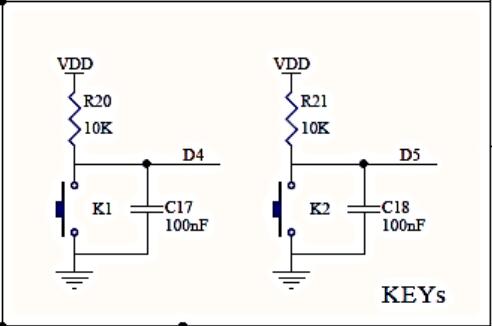 VDD VDD
R20 R21
10K 10K
D4 D5
K1 C17 K2 C18
100nF 100nF
KEYs